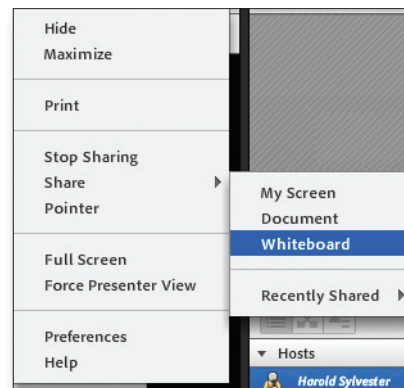 Hide
Maximize
Print
Stop Sharing
Share
Pointer
Full Screen
Force Presenter View
Preferences
Help
My Screen
Document
Whiteboard
Recently Shared
Hosts
Harold Sylvester